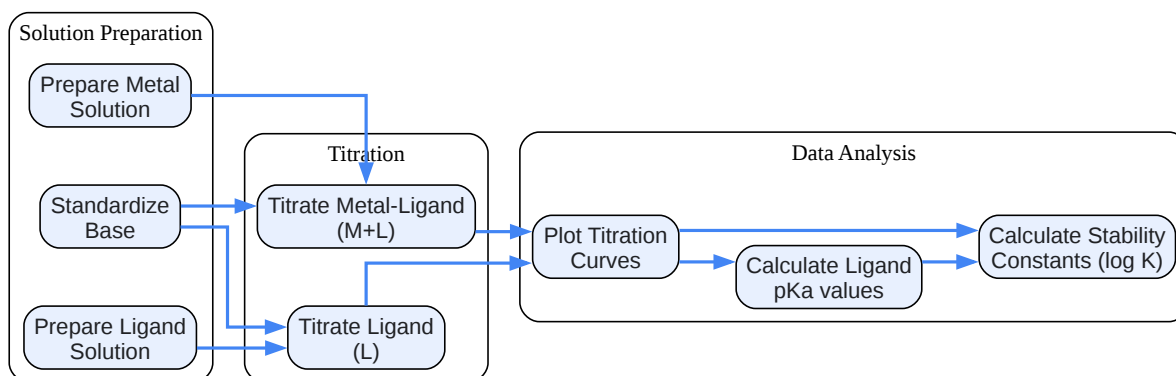 Solution Preparation
Prepare Metal
Solution
Standardize
Base
Prepare Ligand
Solution
Titration
Titrate Metal-Ligand
(M+L)
Titrate Ligand
(L)
Data Analysis
Plot Titration
Curves
Calculate Ligand
pKa values
Calculate Stability
Constants (log K)